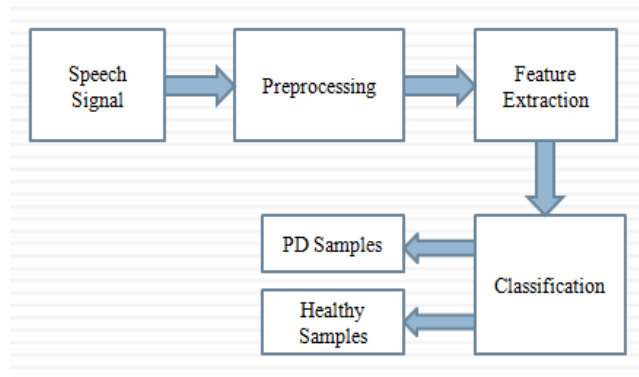 Speech
Signal
Preprocessing
Feature
Extraction
PD Samples
Classification
Healthy
Samples